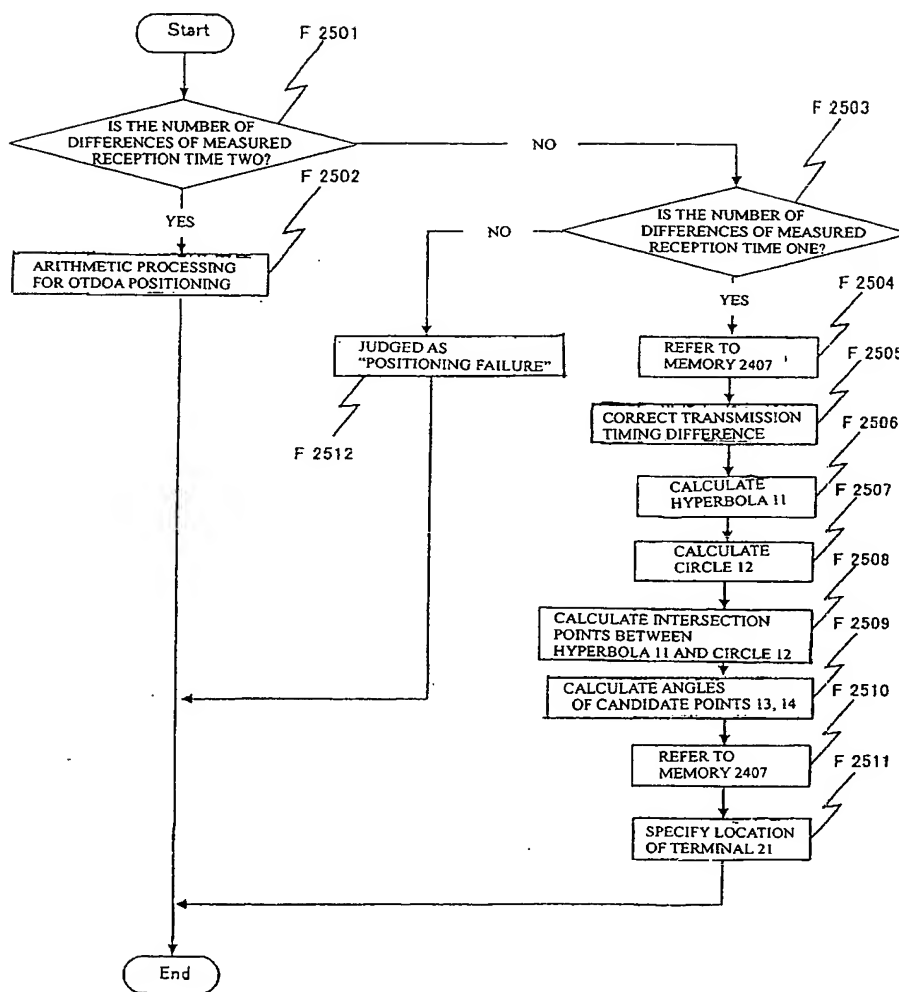 Start
F 2501
IS THE NUMBER OF
DIFFERENCES OF MEASURED
RECEPTION TIME TWO?
NO
F 2503
IS THE NUMBER OF
DIFFERENCES OF MEASURED
RECEPTION TIME ONE?
F 2502
YES
ARITHMETIC PROCESSING
FOR OTDOA POSITIONING
NO
YES
F 2504
JUDGED AS
"POSITIONING FAILURE"
F 2512
REFER TO
MEMORY 2407
F 2505
CORRECT TRANSMISSION
TIMING DIFFERENCE
F 2506
CALCULATE
HYPERBOLA 11
F 2507
CALCULATE
CIRCLE 12
F 2508
CALCULATE INTERSECTION
POINTS BETWEEN
HYPERBOLA 11 AND CIRCLE 12
F 2509
CALCULATE ANGLES
OF CANDIDATE POINTS 13, 14
F 2510
REFER TO
MEMORY 2407
F 2511
SPECIFY LOCATION
OF TERMINAL 21
End